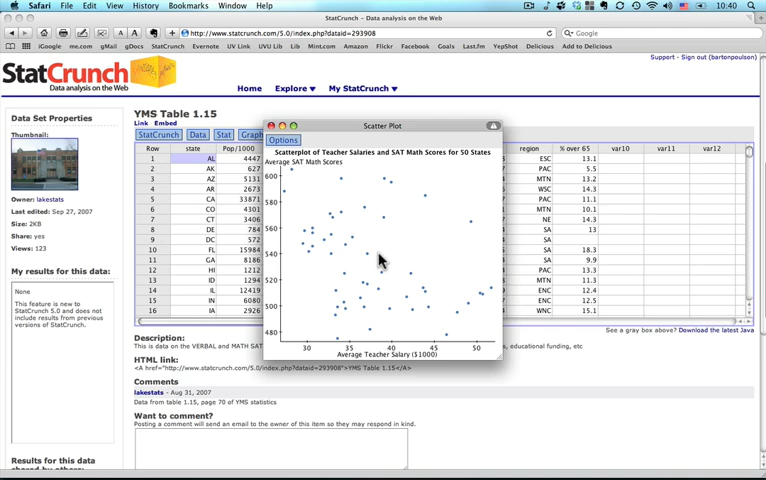 Safari File Edit View History Bookmarks Window Help 10:40
StatCrunch – Data analysis on the Web
http://www.statcrunch.com/5.0/index.php?dataid=293908
iGoogle me.com gMail gDocs StatCrunch Evernote UV Link UVU Lib Mint.com Amazon Flickr Facebook Goals Last.fm YepShot Delicious Add to Delicious
Support - Sign out (bartonpoulson)
StatCrunch
Data analysis on the Web
Home Explore My StatCrunch
Data Set Properties
Thumbnail:
Owner: lakestats
Last edited: Sep 27, 2007
Size: 2KB
Share: yes
Views: 123
My results for this data:
None
This feature is new to
StatCrunch 5.0 and does not
include results from previous
versions of StatCrunch.
Results for this data
YMS Table 1.15
Link Embed
StatCrunch Data Stat Graph
Row state Pop/1000 region % over 65 var10 var11 var12
1 AL 4447 ESC 13.1
2 AK 627 PAC 5.5
3 AZ 5131 MTN 13.2
4 AR 2673 WSC 14.3
5 CA 33871 PAC 11.1
6 CO 4301 MTN 10.1
7 CT 3406 NE 14.3
8 DE 784 SA 13
9 DC 572 SA
10 FL 15984 SA 18.3
11 GA 8186 SA 9.9
12 HI 1212 PAC 13.3
13 ID 1294 MTN 11.3
14 IL 12419 ENC 12.4
15 IN 6080 ENC 12.5
16 IA 2926 WNC 15.1
Scatter Plot
Options
Scatterplot of Teacher Salaries and SAT Math Scores for 50 States
Average SAT Math Scores
600
580
560
540
520
500
480
30 35 40 45 50
Average Teacher Salary ($1000)
See a gray box above? Download the latest Java
Description:
This is data on the VERBAL and MATH SAT , educational funding, etc
HTML link:
<A href="http://www.statcrunch.com/5.0/index.php?dataid=293908">YMS Table 1.15</A>
Comments
lakestats - Aug 31, 2007
Data from table 1.15, page 70 of YMS statistics
Want to comment?
Posting a comment will send an email to the owner of this item so they may respond in kind.